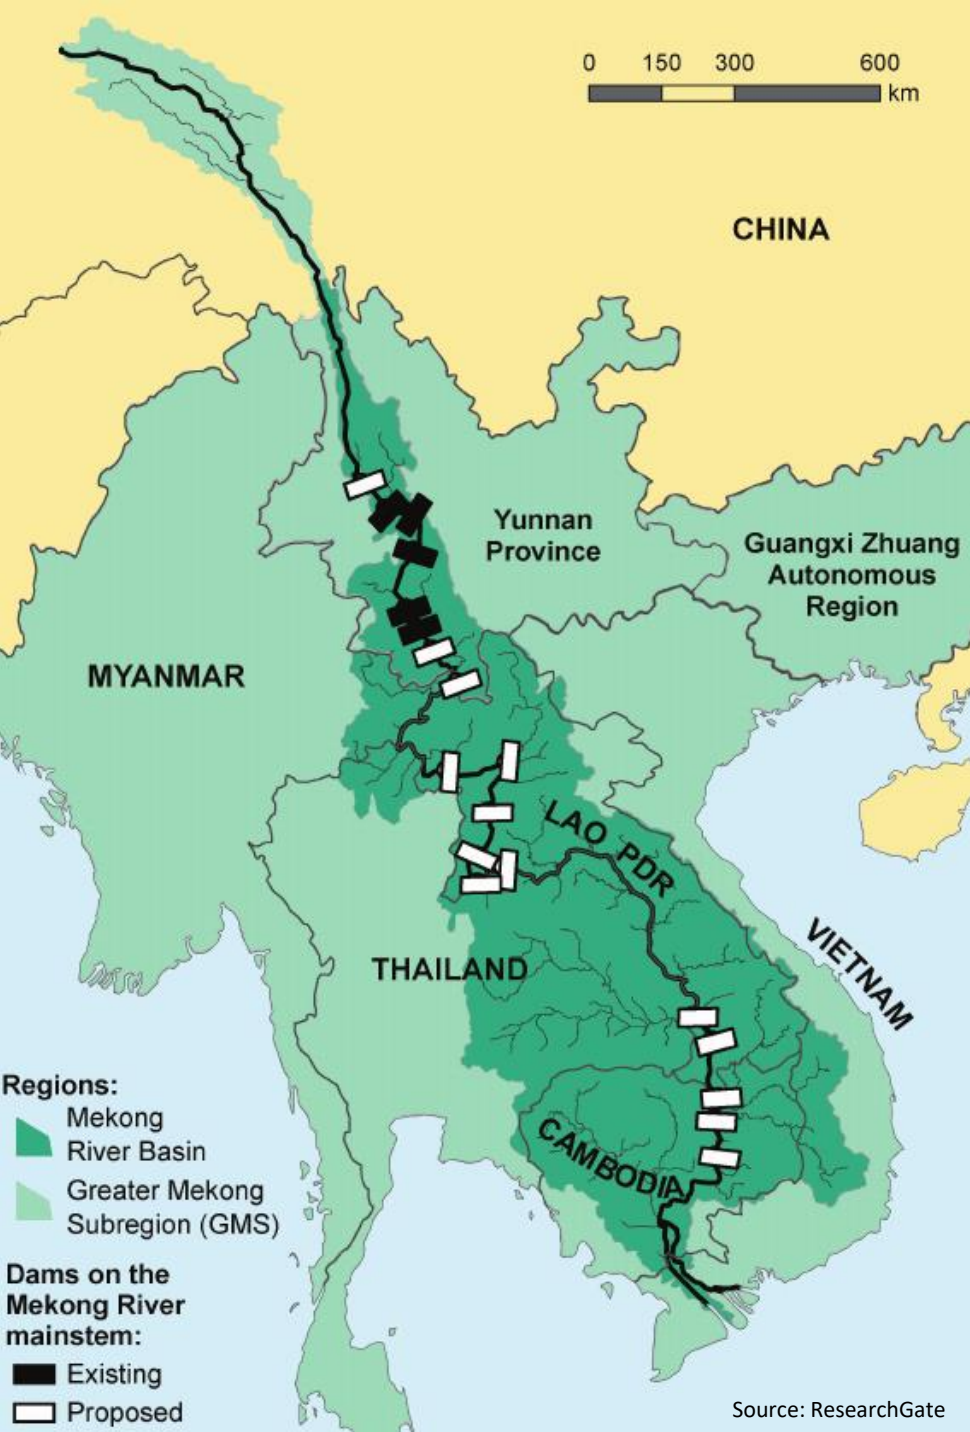 0 150 300 600
km
CHINA
Yunnan
Province
Guangxi Zhuang
Autonomous
Region
MYANMAR
LAO PDR
VIETNAM
THAILAND
CAMBODIA
Regions:
Mekong
River Basin
Greater Mekong
Subregion (GMS)
Dams on the
Mekong River
mainstem:
Existing
Proposed
Source: ResearchGate